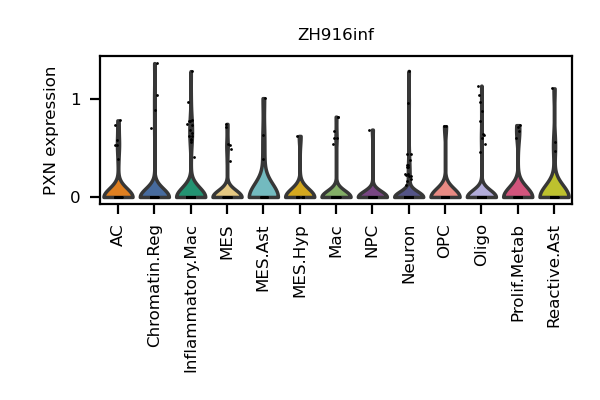 ZH916inf
PXN expression
1
0
AC
Chromatin.Reg
Inflammatory.Mac
MES
MES.Ast
MES.Hyp
Mac
NPC
Neuron
OPC
Oligo
Prolif.Metab
Reactive.Ast